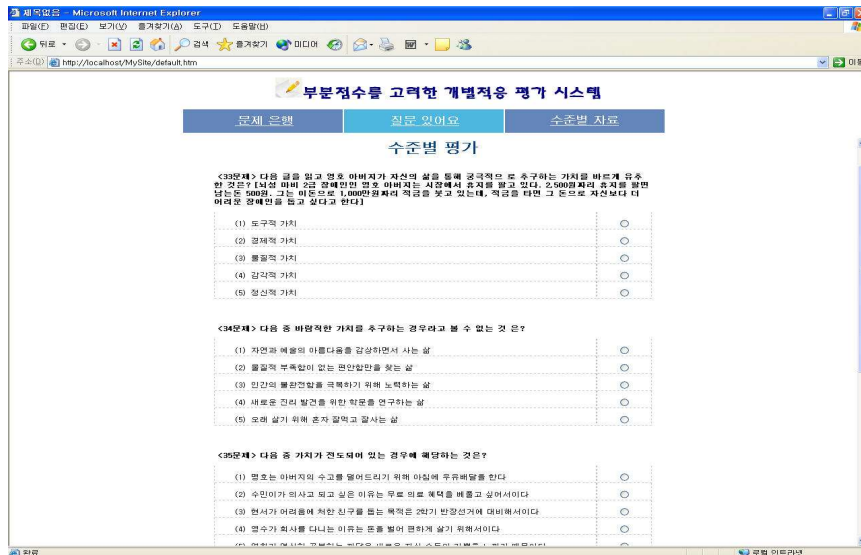 제목없음 - Microsoft Internet Explorer
파일(F) 편집(E) 보기(V) 즐겨찾기(A) 도구(T) 도움말(H)
뒤로 검색 즐겨찾기 미디어
주소(D) http://localhost/MySite/default.htm 이동
부분점수를 고려한 개별적응 평가 시스템
문제 은행 질문 있어요 수준별 자료
수준별 평가
<33문제> 다음 글을 읽고 영호 아버지가 자신의 삶을 통해 궁극적으 로 추구하는 가치를 바르게 유추
한 것은? [뇌성 마비 2급 장애인인 영호 아버지는 시장에서 휴지를 팔고 있다. 2,500원짜리 휴지를 팔면
남는돈 500원. 그는 이돈으로 1,000만원짜리 적금을 붓고 있는데, 적금을 타면 그 돈으로 자신보다 더
어려운 장애인을 돕고 싶다고 한다]
(1) 도구적 가치
(2) 경제적 가치
(3) 물질적 가치
(4) 감각적 가치
(5) 정신적 가치
<34문제> 다음 중 바람직한 가치를 추구하는 경우라고 볼 수 없는 것 은?
(1) 자연과 예술의 아름다움을 감상하면서 사는 삶
(2) 물질적 부족함이 없는 편안함만을 찾는 삶
(3) 인간의 불완전함을 극복하기 위해 노력하는 삶
(4) 새로운 진리 발견을 위한 학문을 연구하는 삶
(5) 오래 살기 위해 혼자 잘먹고 잘사는 삶
<35문제> 다음 중 가치가 전도되어 있는 경우에 해당하는 것은?
(1) 명호는 아버지의 수고를 덜어드리기 위해 아침에 우유배달을 한다
(2) 수민이가 의사고 되고 싶은 이유는 무료 의료 혜택을 베풀고 싶어서이다
(3) 현서가 어려움에 처한 친구를 돕는 목적은 2학기 반장선거에 대비해서이다
(4) 영수가 회사를 다니는 이유는 돈을 벌어 편하게 살기 위해서이다
완료 로컬 인트라넷